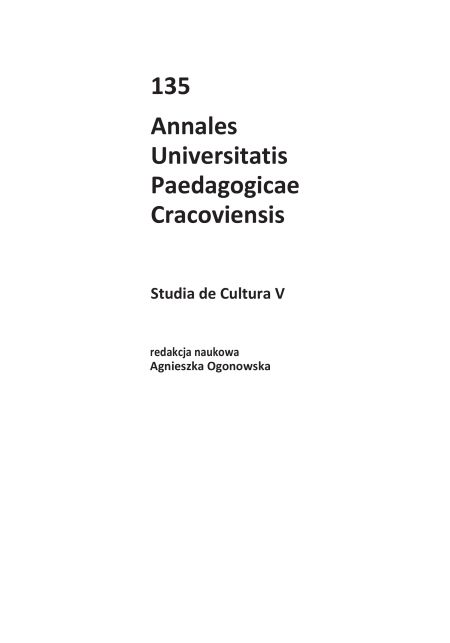 135
Annales
Universitatis
Paedagogicae
Cracoviensis
Studia de Cultura V
redakcja naukowa
Agnieszka Ogonowska